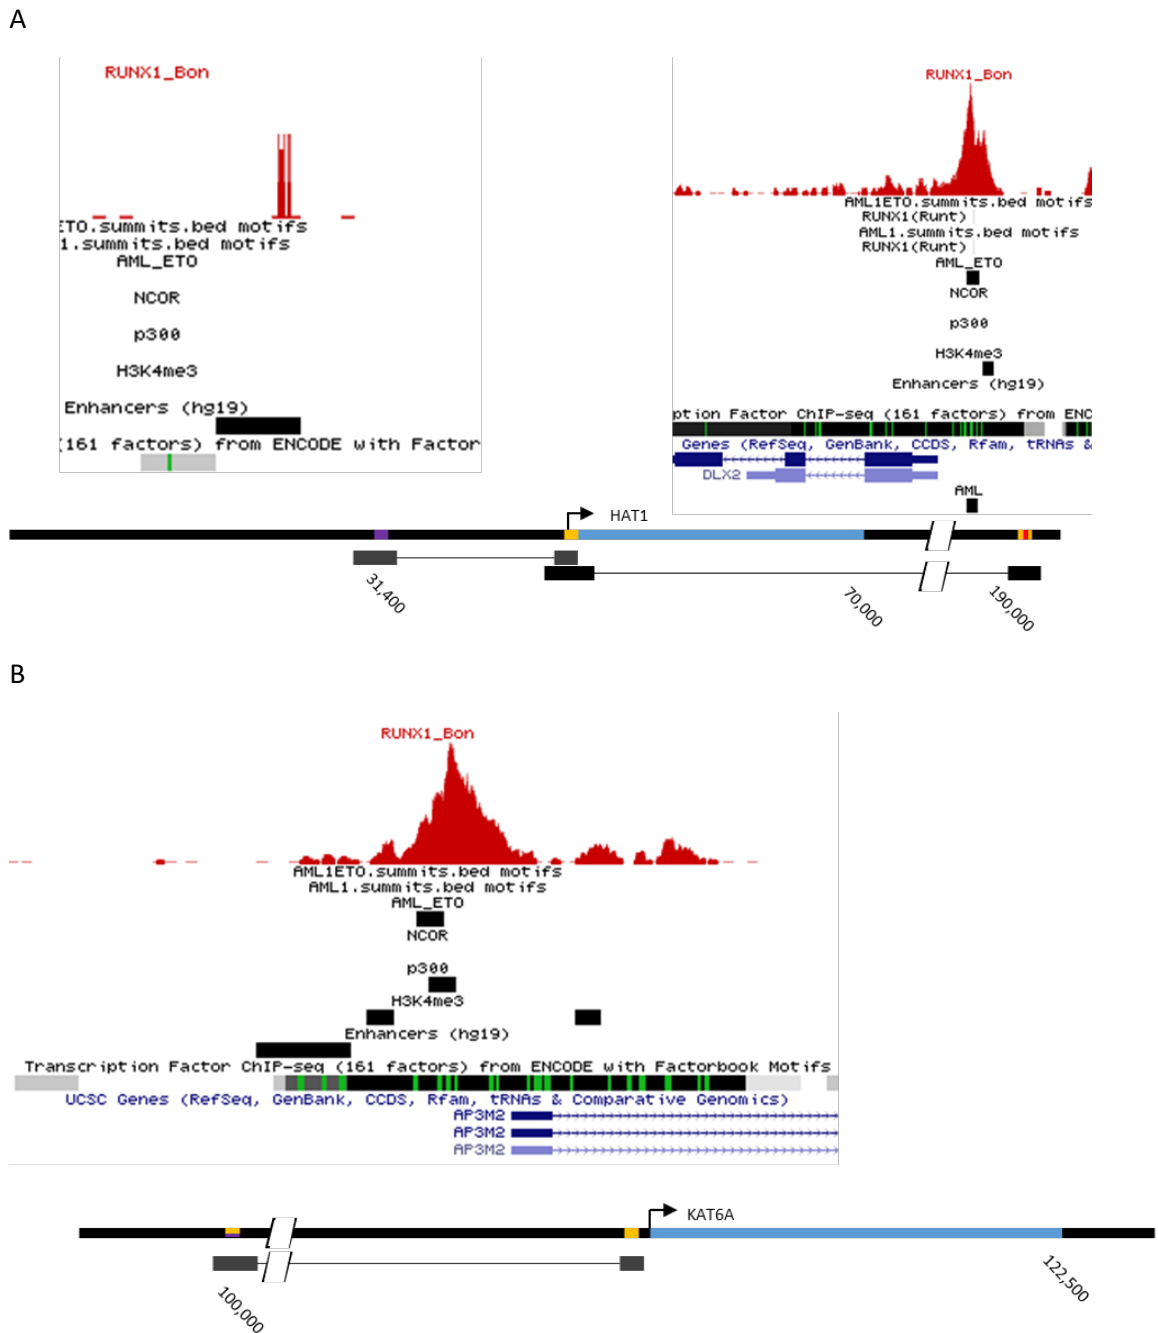 A
RUNX1_Bon
ETO.summits.bed motifs
1.summits.bed motifs
AML_ETO
NCOR
p300
H3K4me3
Enhancers (hg19)
(161 factors) from ENCODE with Factor
RUNX1_Bon
AML1ETO.summits.bed motifs
RUNX1(Runt)
AML1.summits.bed motifs
RUNX1(Runt)
AML_ETO
NCOR
p300
H3K4me3
Enhancers (hg19)
ption Factor ChIP-seq (161 factors) from ENC
Genes (RefSeq, GenBank, CCDS, Rfam, tRNAs &
DLX2
AML
HAT1
31,400
70,000
190,000
B
RUNX1_Bon
AML1ETO.summits.bed motifs
AML1.summits.bed motifs
AML_ETO
NCOR
p300
H3K4me3
Enhancers (hg19)
Transcription Factor ChIP-seq (161 factors) from ENCODE with Factorbook Motifs
UCSC Genes (RefSeq, GenBank, CCDS, Rfam, tRNAs & Comparative Genomics)
AP3M2
AP3M2
AP3M2
KAT6A
100,000
122,500